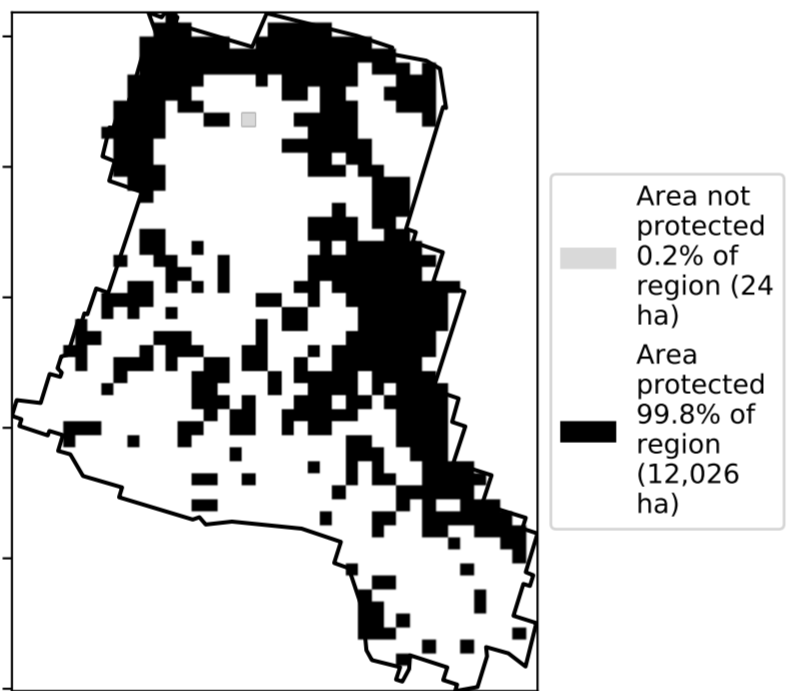 Area not
protected
0.2% of
region (24
ha)
Area
protected
99.8% of
region
(12,026
ha)